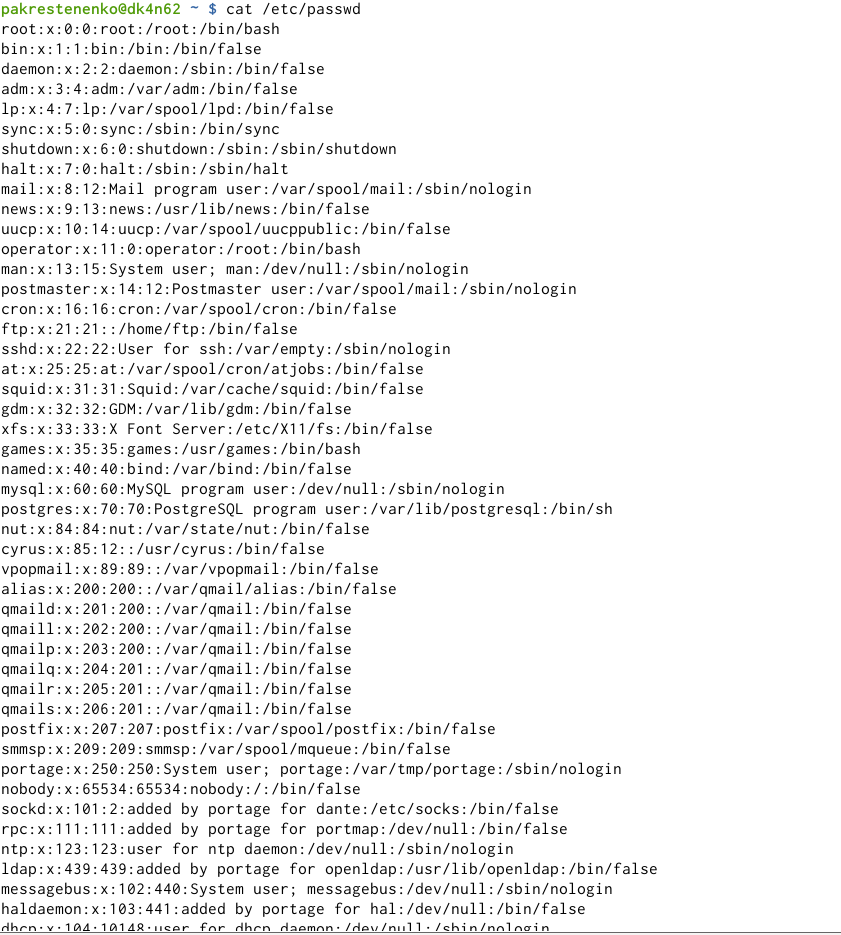 pakrestenenko@dk4n62 ~ $ cat /etc/passwd
root:x:0:0:root:/root:/bin/bash
bin:x:1:1:bin:/bin:/bin/false
daemon:x:2:2:daemon:/sbin:/bin/false
adm:x:3:4:adm:/var/adm:/bin/false
lp:x:4:7:lp:/var/spool/lpd:/bin/false
sync:x:5:0:sync:/sbin:/bin/sync
shutdown:x:6:0:shutdown:/sbin:/sbin/shutdown
halt:x:7:0:halt:/sbin:/sbin/halt
mail:x:8:12:Mail program user:/var/spool/mail:/sbin/nologin
news:x:9:13:news:/usr/lib/news:/bin/false
uucp:x:10:14:uucp:/var/spool/uucppublic:/bin/false
operator:x:11:0:operator:/root:/bin/bash
man:x:13:15:System user; man:/dev/null:/sbin/nologin
postmaster:x:14:12:Postmaster user:/var/spool/mail:/sbin/nologin
cron:x:16:16:cron:/var/spool/cron:/bin/false
ftp:x:21:21::/home/ftp:/bin/false
sshd:x:22:22:User for ssh:/var/empty:/sbin/nologin
at:x:25:25:at:/var/spool/cron/atjobs:/bin/false
squid:x:31:31:Squid:/var/cache/squid:/bin/false
gdm:x:32:32:GDM:/var/lib/gdm:/bin/false
xfs:x:33:33:X Font Server:/etc/X11/fs:/bin/false
games:x:35:35:games:/usr/games:/bin/bash
named:x:40:40:bind:/var/bind:/bin/false
mysql:x:60:60:MySQL program user:/dev/null:/sbin/nologin
postgres:x:70:70:PostgreSQL program user:/var/lib/postgresql:/bin/sh
nut:x:84:84:nut:/var/state/nut:/bin/false
cyrus:x:85:12::/usr/cyrus:/bin/false
vpopmail:x:89:89::/var/vpopmail:/bin/false
alias:x:200:200::/var/qmail/alias:/bin/false
qmaild:x:201:200::/var/qmail:/bin/false
qmaill:x:202:200::/var/qmail:/bin/false
qmailp:x:203:200::/var/qmail:/bin/false
qmailq:x:204:201::/var/qmail:/bin/false
qmailr:x:205:201::/var/qmail:/bin/false
qmails:x:206:201::/var/qmail:/bin/false
postfix:x:207:207:postfix:/var/spool/postfix:/bin/false
smmsp:x:209:209:smmsp:/var/spool/mqueue:/bin/false
portage:x:250:250:System user; portage:/var/tmp/portage:/sbin/nologin
nobody:x:65534:65534:nobody:/:/bin/false
sockd:x:101:2:added by portage for dante:/etc/socks:/bin/false
rpc:x:111:111:added by portage for portmap:/dev/null:/bin/false
ntp:x:123:123:user for ntp daemon:/dev/null:/sbin/nologin
ldap:x:439:439:added by portage for openldap:/usr/lib/openldap:/bin/false
messagebus:x:102:440:System user; messagebus:/dev/null:/sbin/nologin
haldaemon:x:103:441:added by portage for hal:/dev/null:/bin/false
dhcp:x:104:10148:user for dhcp daemon:/dev/null:/sbin/nologin